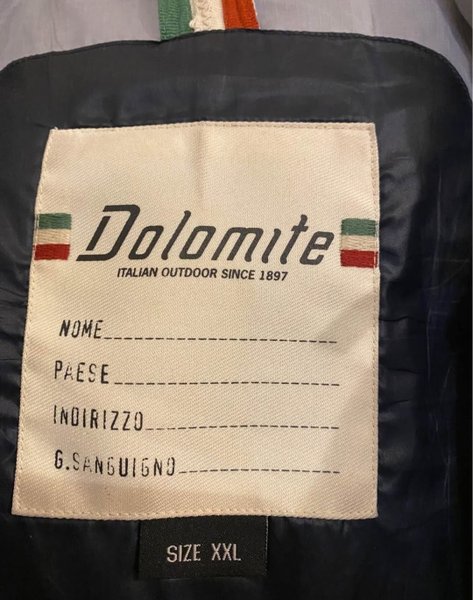 Dolomite
ITALIAN OUTDOOR SINCE 1897
NOME
PAESE
INDIRIZZO
G.SANGUIGNO
SIZE XXL